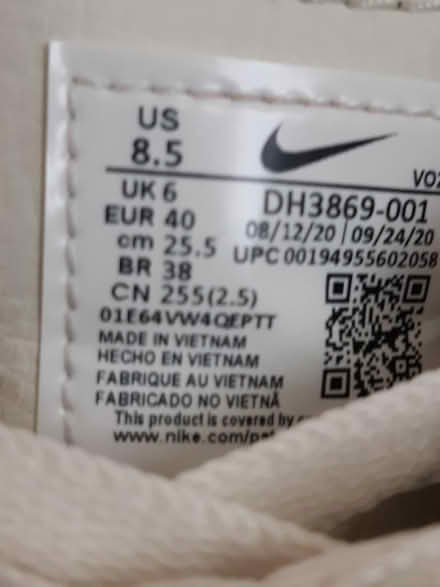 US
8.5
VO
UK 6
DH3869-001
EUR 40
08/12/20 | 09/24/20
cm 25.5
UPC 00194955602058
BR 38
CN 255(2.5)
01E64VW4QEPTT
MADE IN VIETNAM
HECHO EN VIETNAM
FABRIQUE AU VIETNAM
FABRICADO NO VIETNÃ
This product is covered by
www.nike.com/pat